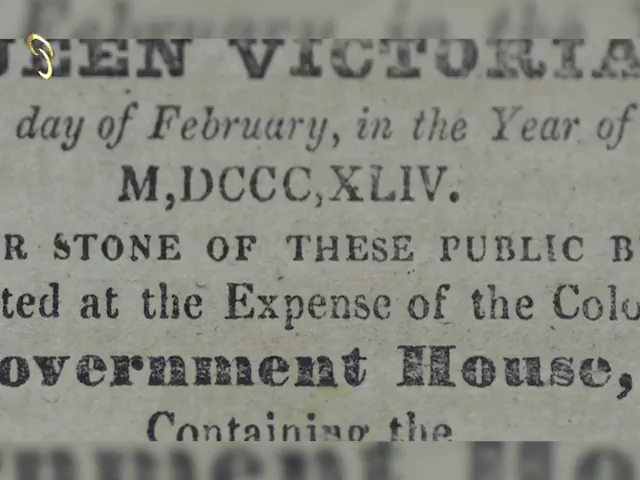 UEEN VICTORIA
day of February, in the Year of
M,DCCC,XLIV.
R STONE OF THESE PUBLIC B
ted at the Expense of the Colo
overnment House,
Containing the